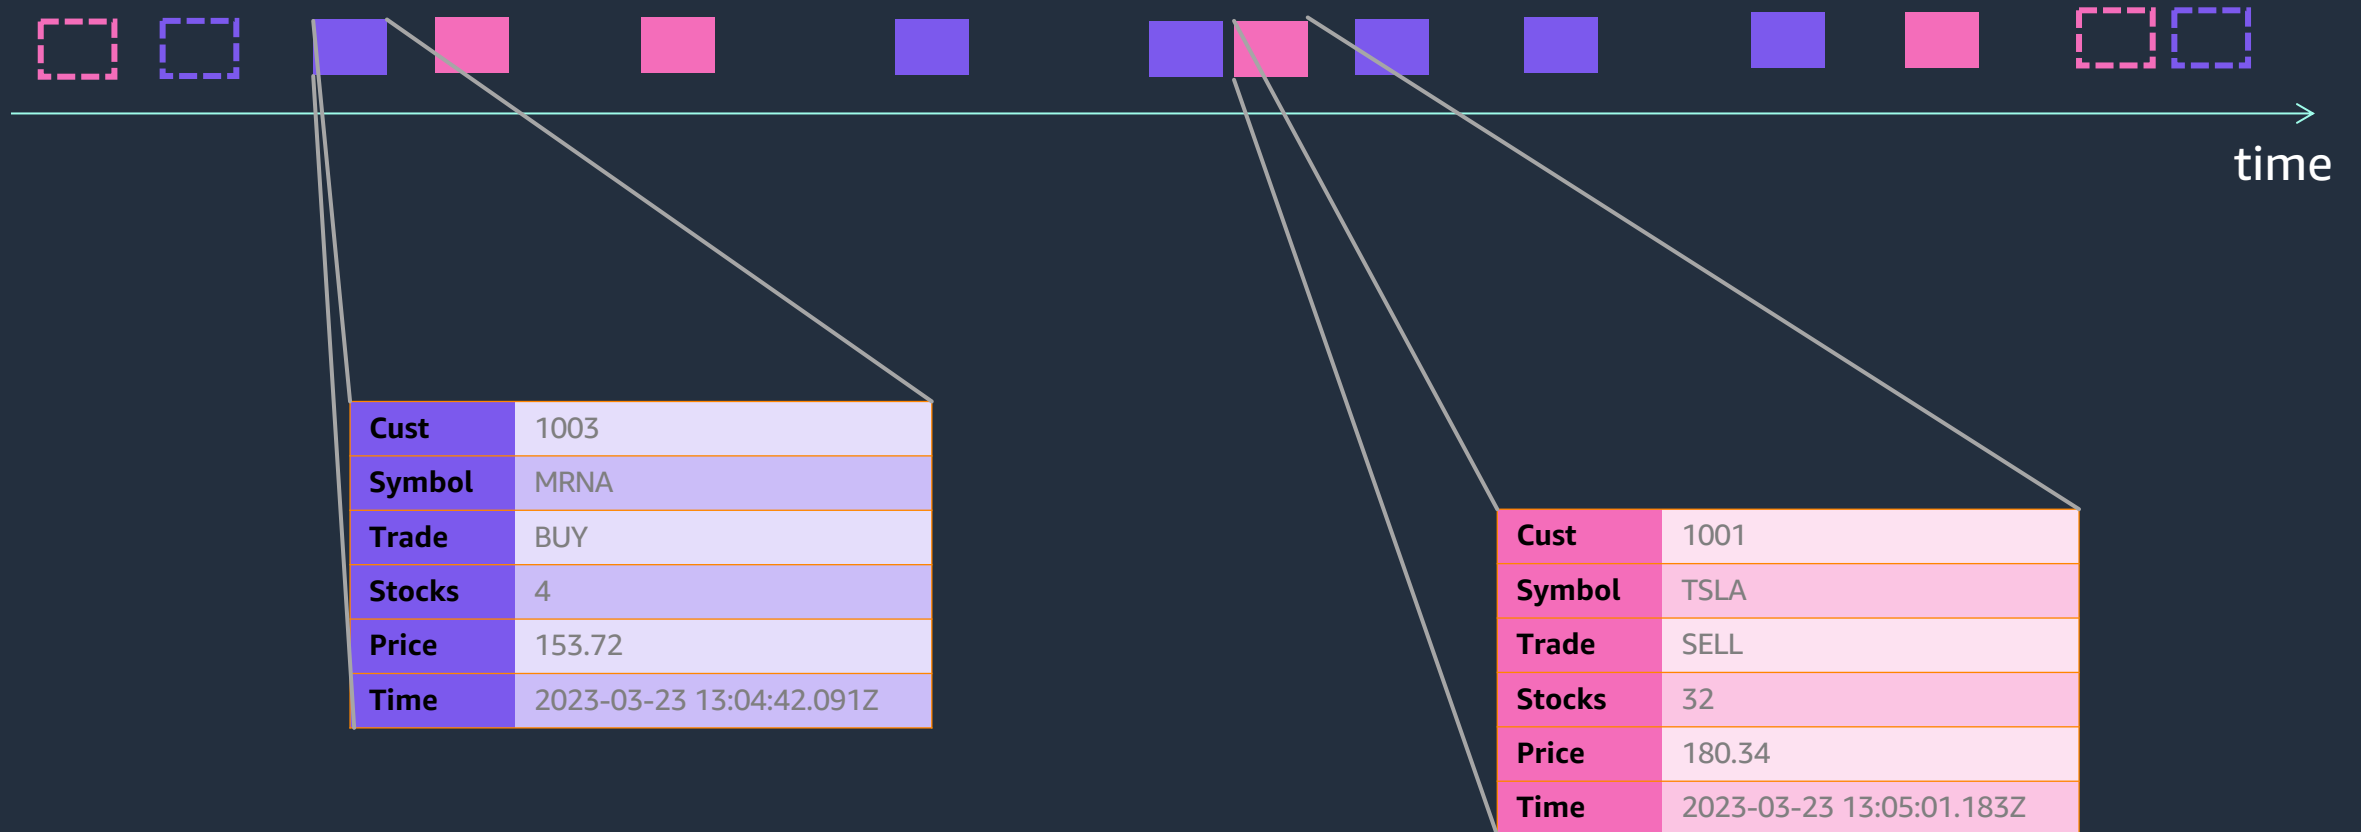 time
Cust 1003
Symbol MRNA
Trade BUY
Stocks 4
Price 153.72
Time 2023-03-23 13:04:42.091Z
Cust 1001
Symbol TSLA
Trade SELL
Stocks 32
Price 180.34
Time 2023-03-23 13:05:01.183Z